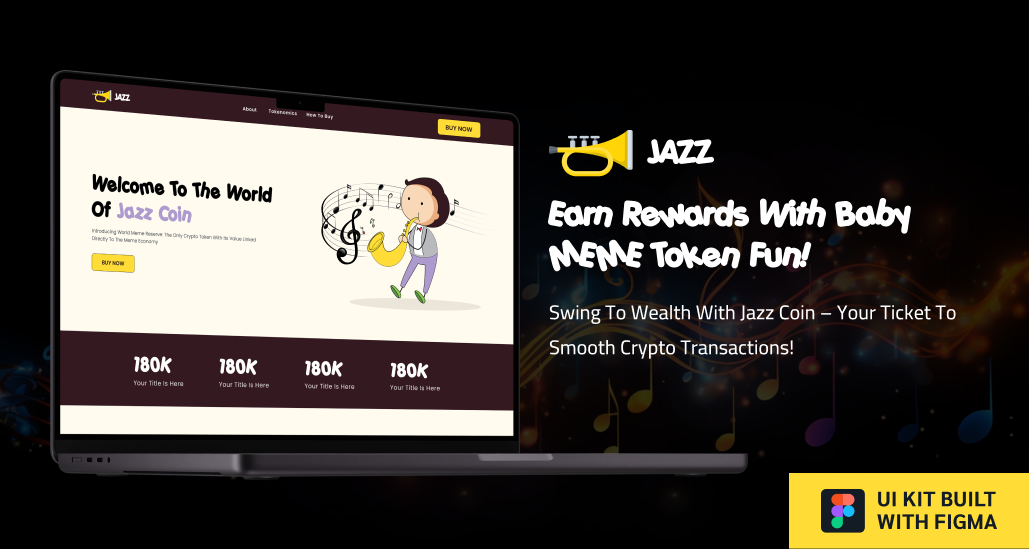 JAZZ
About Tokenomics How To Buy
BUY NOW
Welcome To The World
Of Jazz Coin
Introducing World Meme Reserve: The Only Crypto Token With Its Value Linked
Directly To The Meme Economy
BUY NOW
180K 180K 180K 180K
Your Title Is Here Your Title Is Here Your Title Is Here Your Title Is Here
JAZZ
Earn Rewards With Baby
MEME Token Fun!
Swing To Wealth With Jazz Coin – Your Ticket To
Smooth Crypto Transactions!
UI KIT BUILT
WITH FIGMA